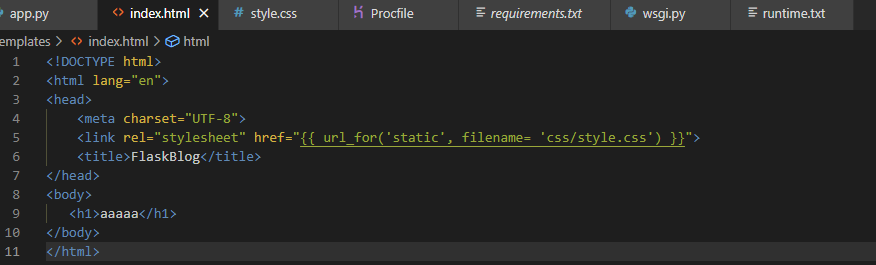 app.py index.html style.css Procfile requirements.txt wsgi.py runtime.txt
emplates > index.html > html
1 <!DOCTYPE html>
2 <html lang="en">
3 <head>
4     <meta charset="UTF-8">
5     <link rel="stylesheet" href="{{ url_for('static', filename= 'css/style.css') }}">
6     <title>FlaskBlog</title>
7 </head>
8 <body>
9    <h1>aaaaa</h1>
10 </body>
11 </html>